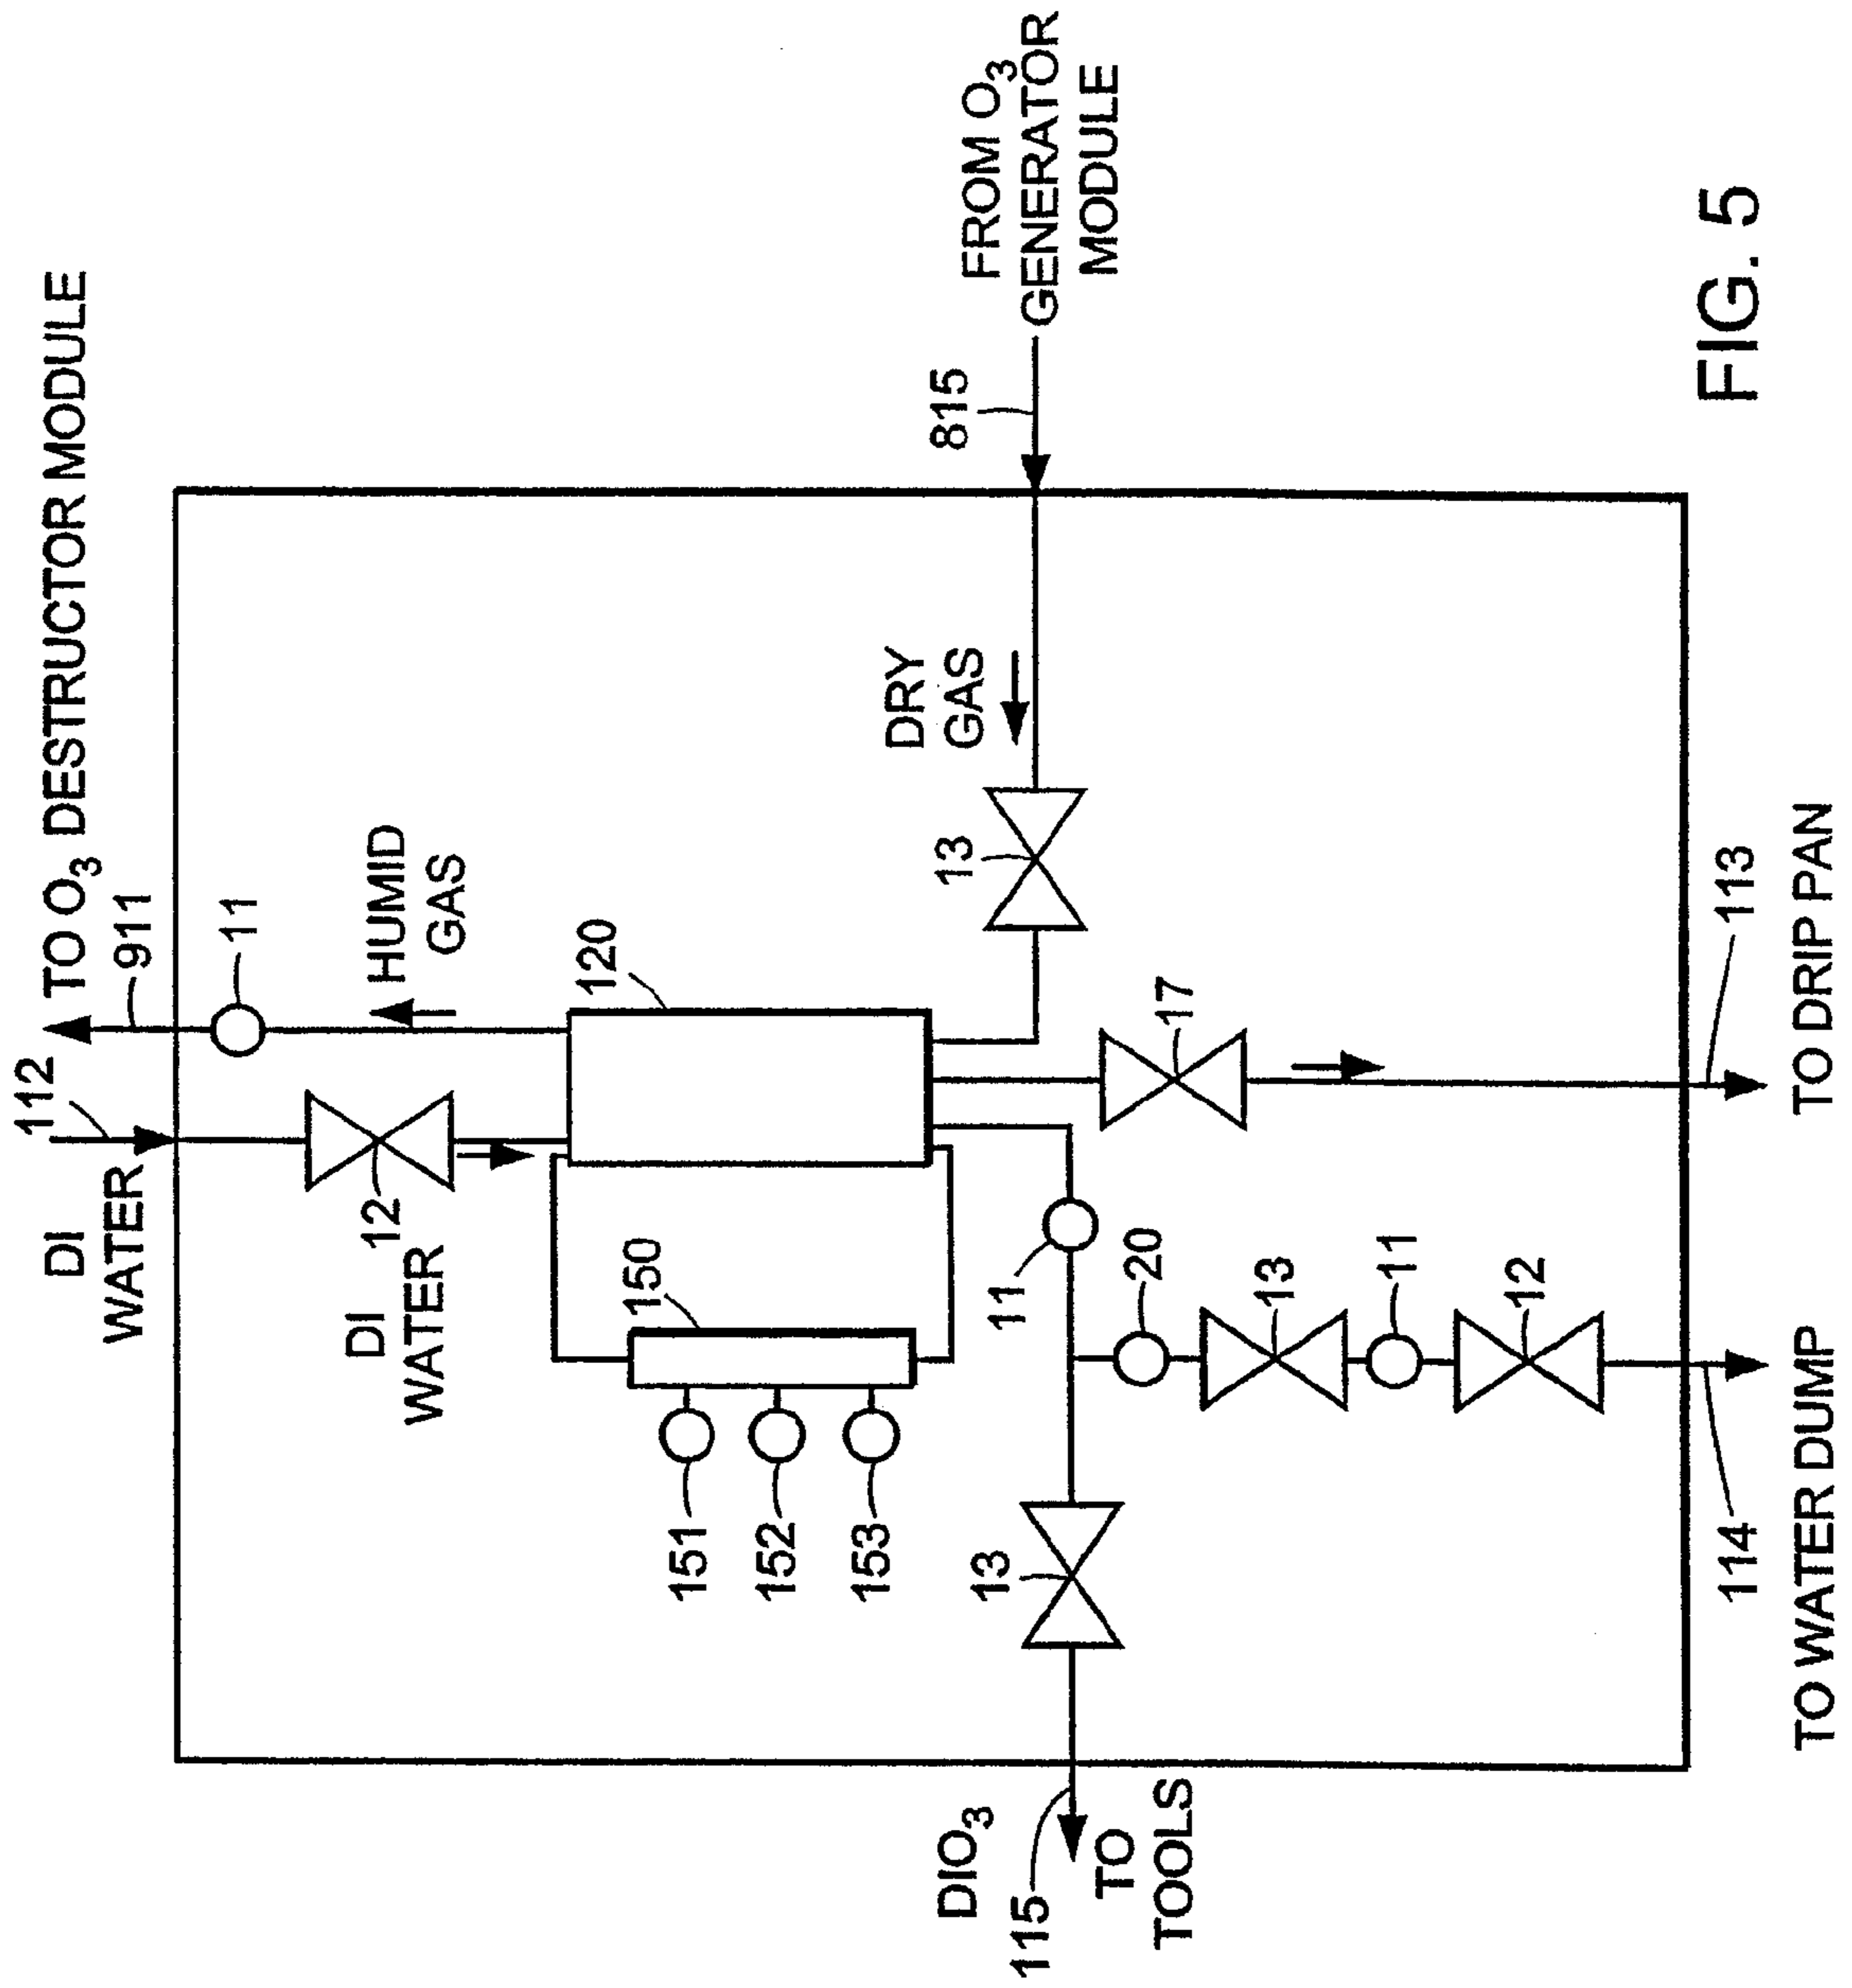 TO O3 DESTRUCTOR MODULE
911
112
DI
WATER
11
HUMID
GAS
12
DI
WATER
120
150
151
152
153
DRY
GAS
13
815
FROM O3
GENERATOR
MODULE
17
11
20
13
11
12
13
DIO3
115
TO
TOOLS
114
TO WATER DUMP
113
TO DRIP PAN
FIG. 5